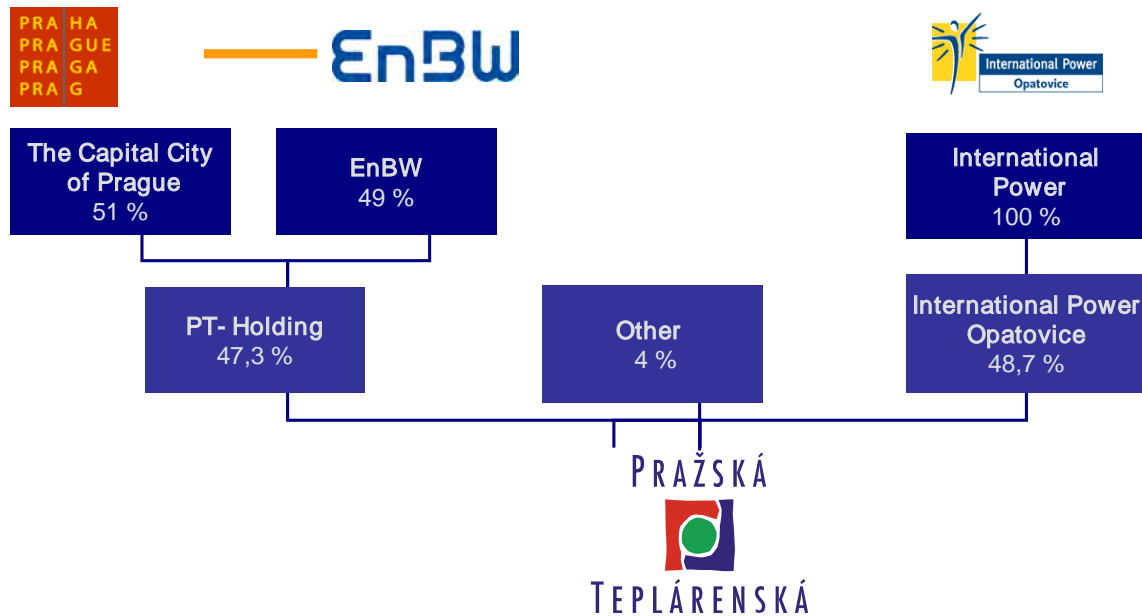 PRA HA
PRA GUE
PRA GA
PRA G
EnBW
International Power
Opatovice
The Capital City
of Prague
51 %
EnBW
49 %
International
Power
100 %
PT- Holding
47,3 %
Other
4 %
International Power
Opatovice
48,7 %
PRAŽSKÁ
TEPLÁRENSKÁ